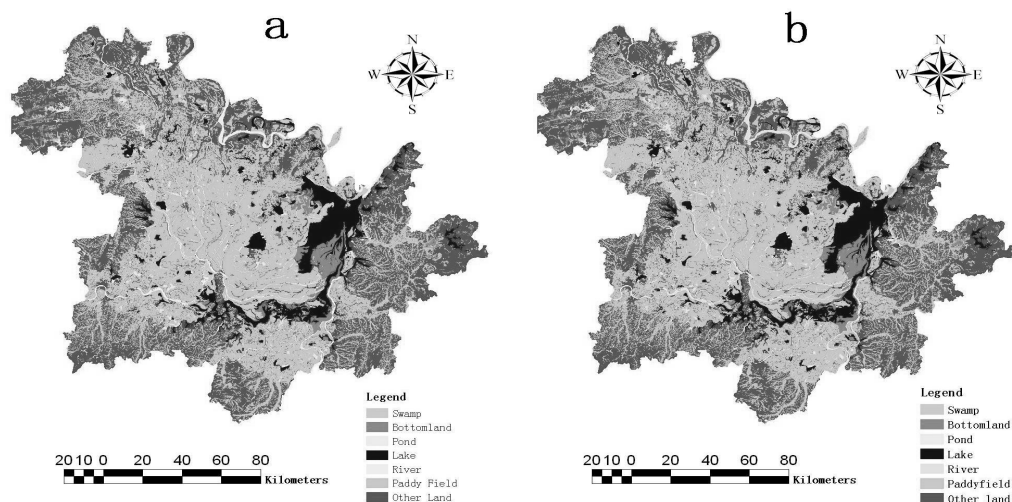 a
N
W E
S
Legend
Swamp
Bottomland
Pond
Lake
River
Paddy Field
Other Land
20 10 0 20 40 60 80
Kilometers
b
N
W E
S
Legend
Swamp
Bottomland
Pond
Lake
River
Paddyfield
Other land
20 10 0 20 40 60 80
Kilometers